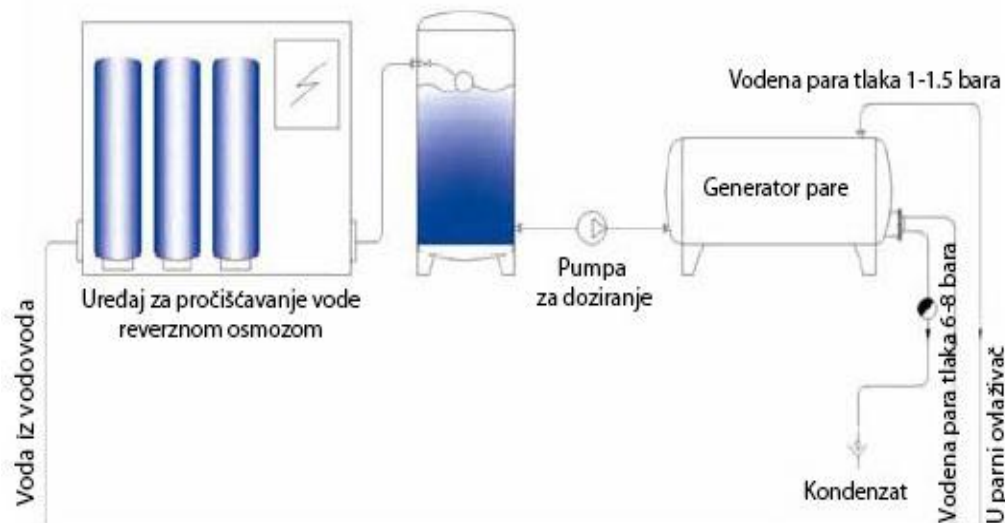 Vodena para tlaka 1-1.5 bara
Generator pare
Pumpa
za doziranje
Uredaj za pročišćavanje vode
reverznom osmozom
Voda iz vodovoda
Vodena para tlaka 6-8 bara
U parni ovlaživač
Kondenzat